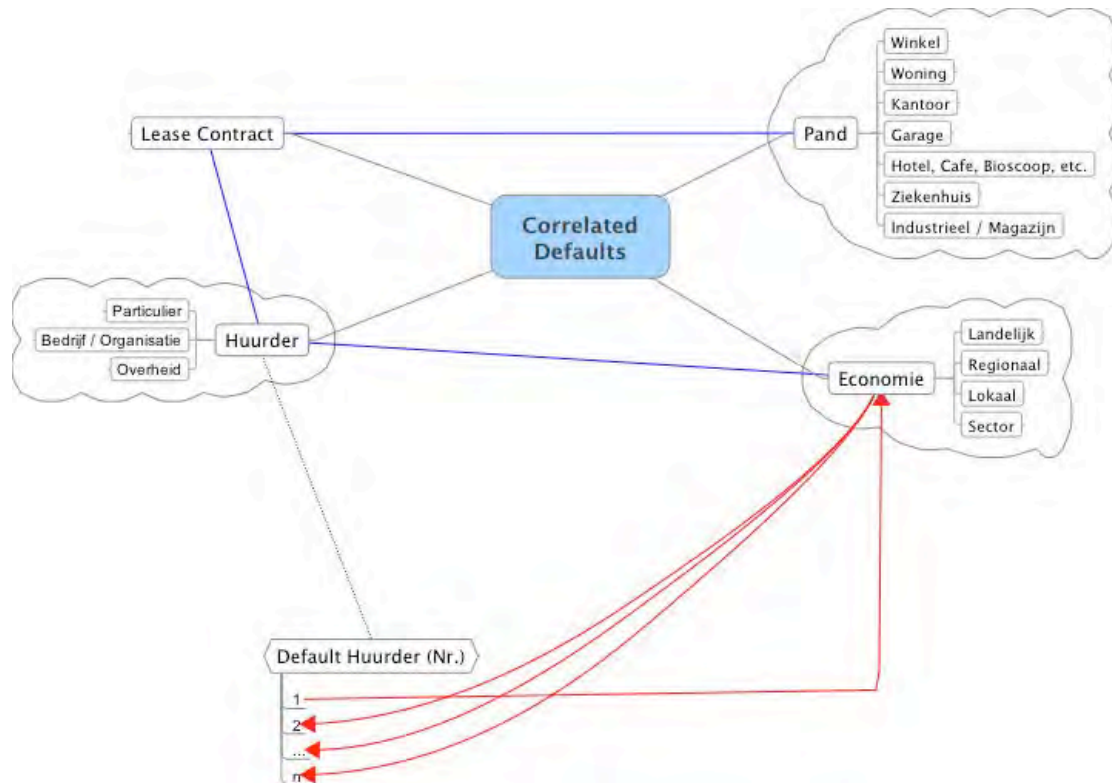 Lease Contract
Pand
Winkel
Woning
Kantoor
Garage
Hotel, Cafe, Bioscoop, etc.
Ziekenhuis
Industrieel / Magazijn
Correlated
Defaults
Particulier
Bedrijf / Organisatie
Overheid
Huurder
Economie
Landelijk
Regionaal
Lokaal
Sector
Default Huurder (Nr.)
1
2
...
n